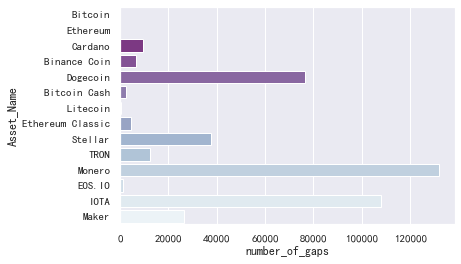 Asset_Name
Bitcoin
Ethereum
Cardano
Binance Coin
Dogecoin
Bitcoin Cash
Litecoin
Ethereum Classic
Stellar
TRON
Monero
EOS.IO
IOTA
Maker
0 20000 40000 60000 80000 100000 120000
number_of_gaps